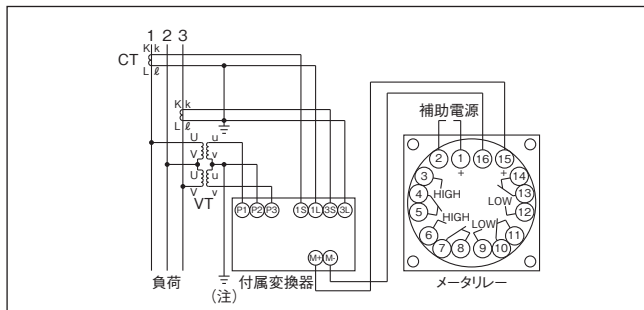 1 2 3
K k
CT
L ℓ
K k
L ℓ
U u
V v
U u
V v
VT
P1 P2 P3 1S 1L 3S 3L
M+ M-
負荷
(注)
付属変換器
補助電源
2 1 16 15
+ +
3 14
4 HIGH 13
5 LOW 12
HIGH LOW
6 11
7 8 9 10
メータリレー